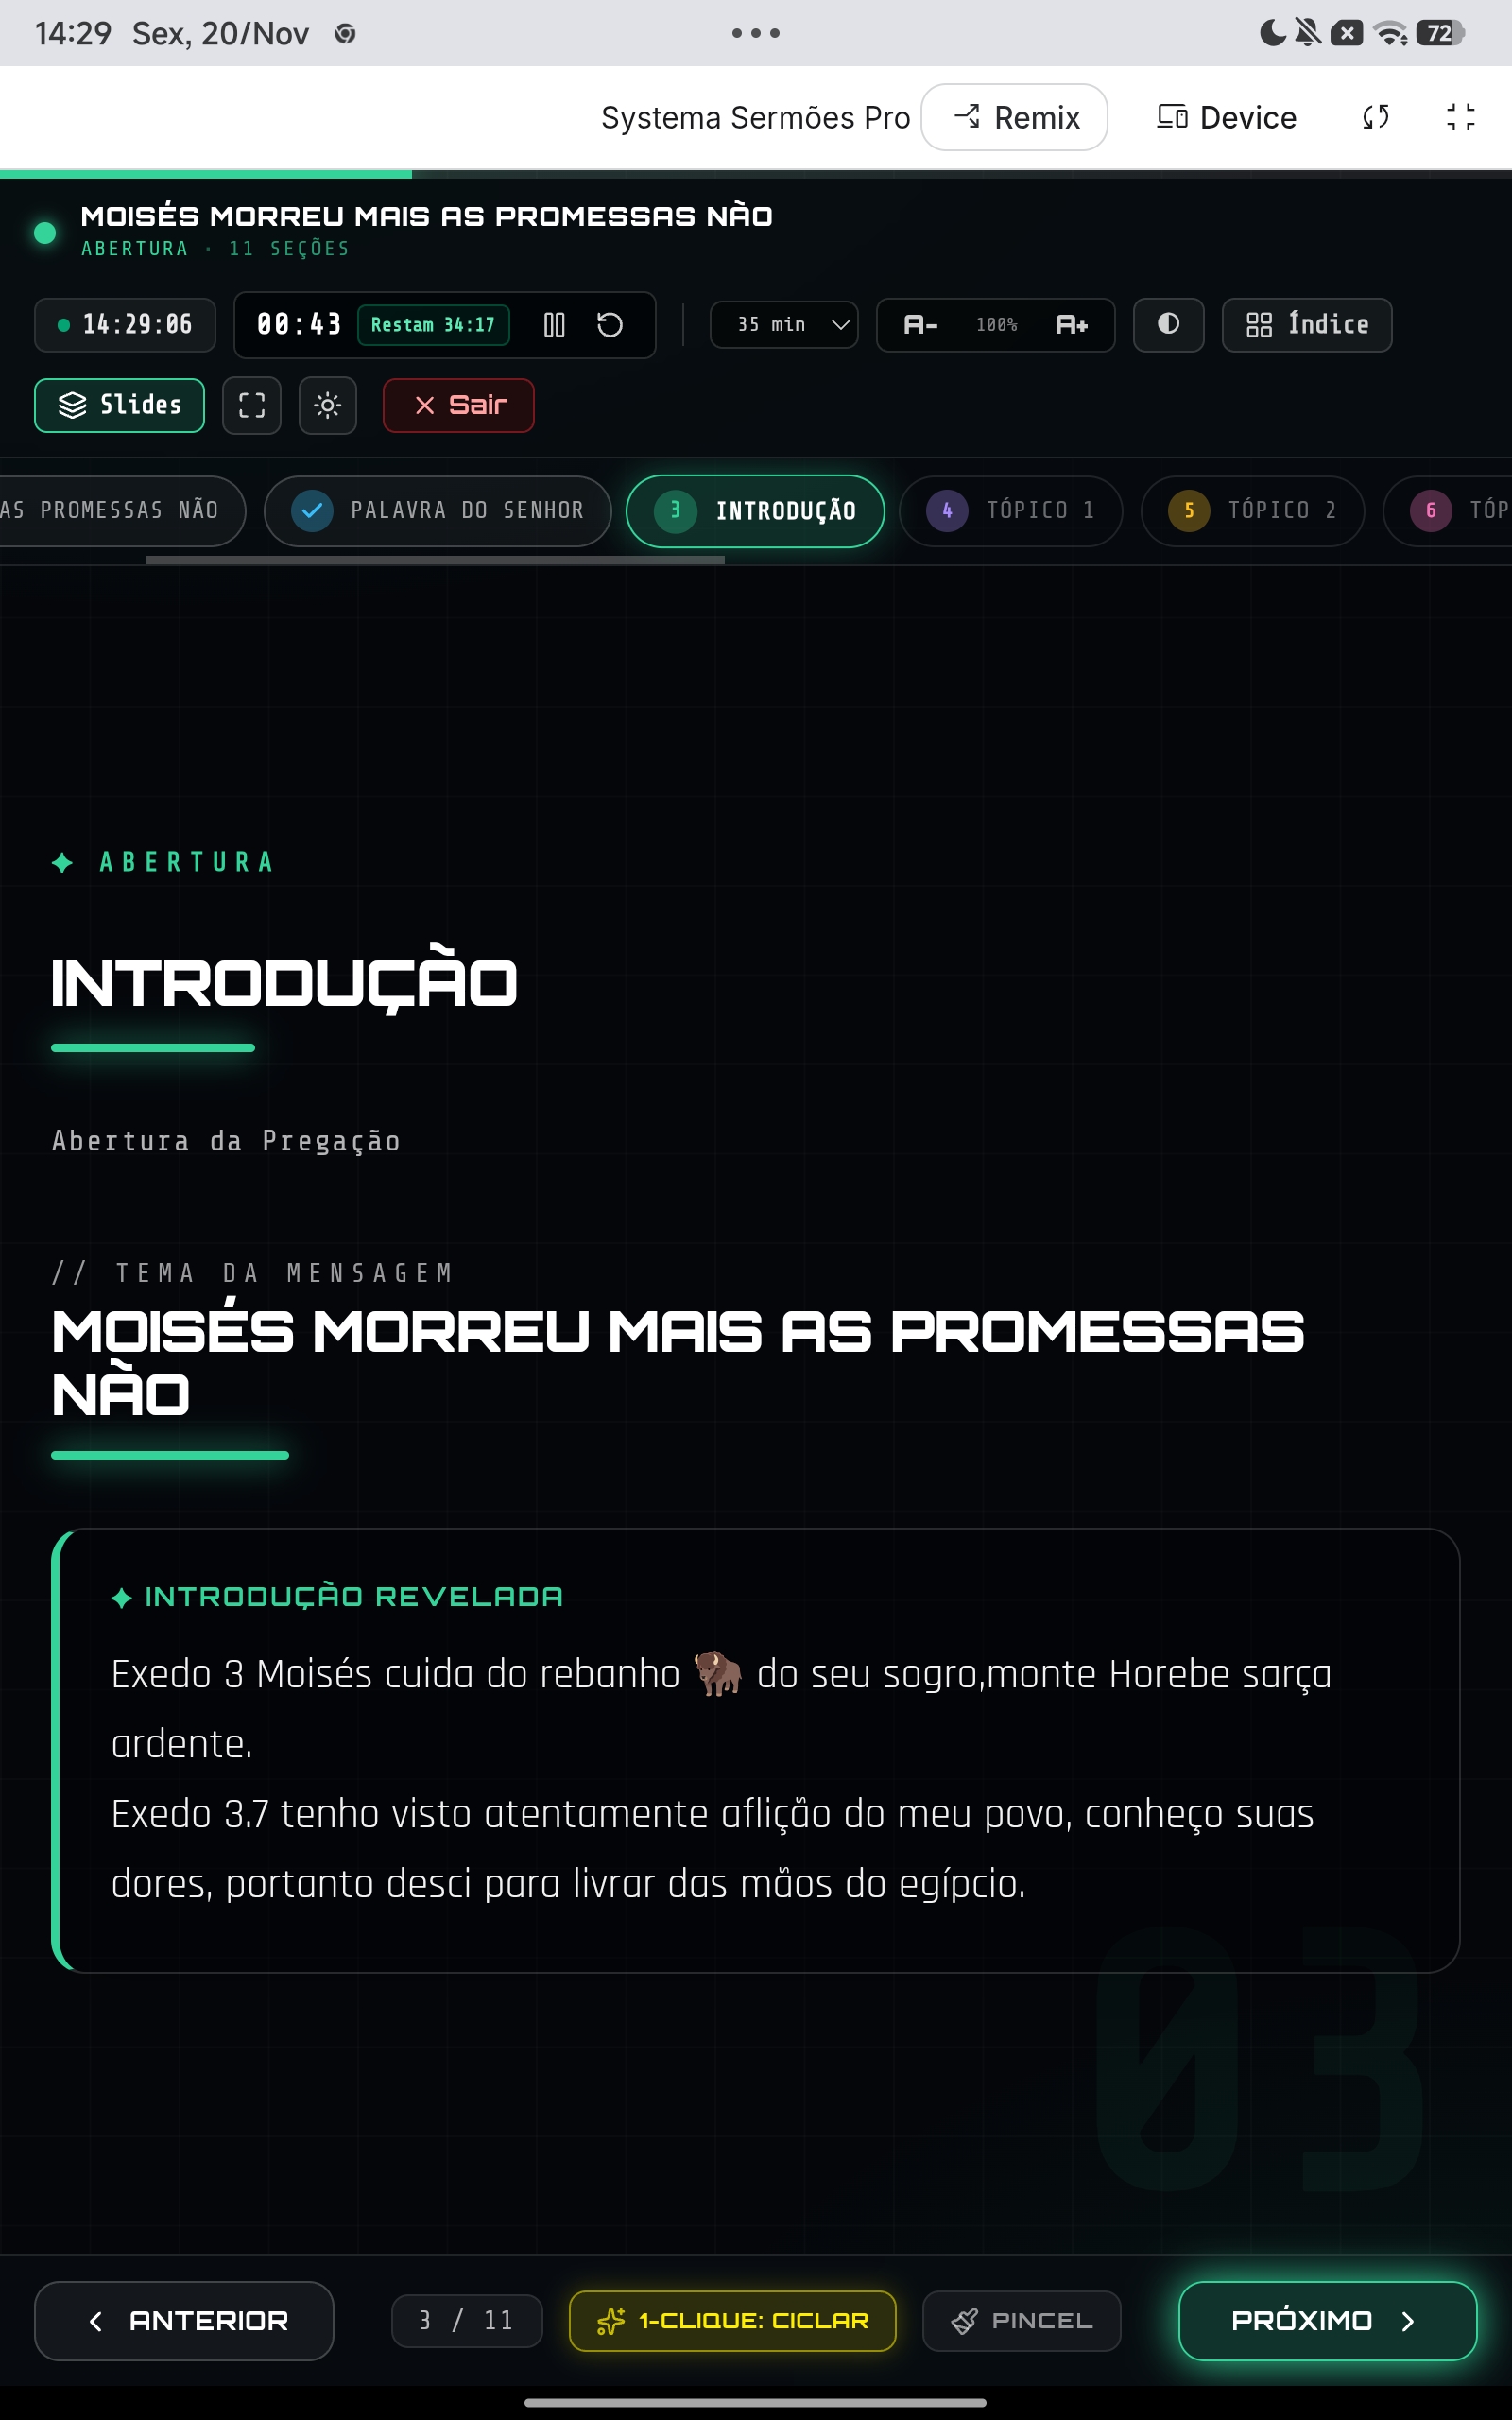 14:29 Sex, 20/Nov
72
Systema Sermões Pro Remix Device
MOISÉS MORREU MAIS AS PROMESSAS NÃO
ABERTURA · 11 SEÇÕES
14:29:06 00:43 Restam 34:17 35 min A- 100% A+ Índice
Slides Sair
AS PROMESSAS NÃO PALAVRA DO SENHOR 3 INTRODUÇÃO 4 TÓPICO 1 5 TÓPICO 2 6 TÓP
ABERTURA
INTRODUÇÃO
Abertura da Pregação
// TEMA DA MENSAGEM
MOISÉS MORREU MAIS AS PROMESSAS
NÃO
INTRODUÇÃO REVELADA
Exedo 3 Moisés cuida do rebanho 🦬 do seu sogro,monte Horebe sarça
ardente.
Exedo 3.7 tenho visto atentamente aflição do meu povo, conheço suas
dores, portanto desci para livrar das mãos do egípcio.
03
ANTERIOR 3 / 11 1-CLIQUE: CICLAR PINCEL PRÓXIMO